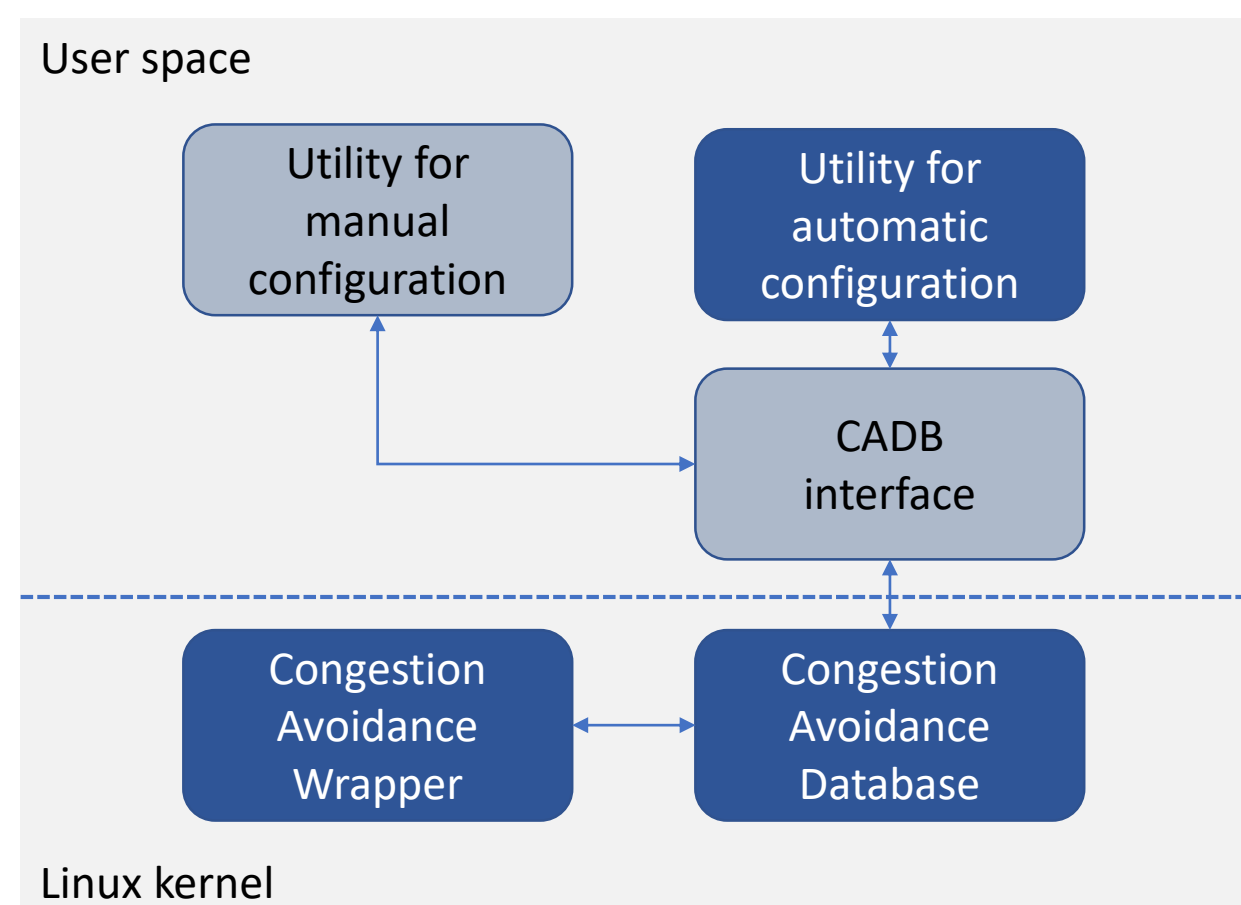 User space
Utility for
manual
configuration
Utility for
automatic
configuration
CADB
interface
Congestion
Avoidance
Wrapper
Congestion
Avoidance
Database
Linux kernel